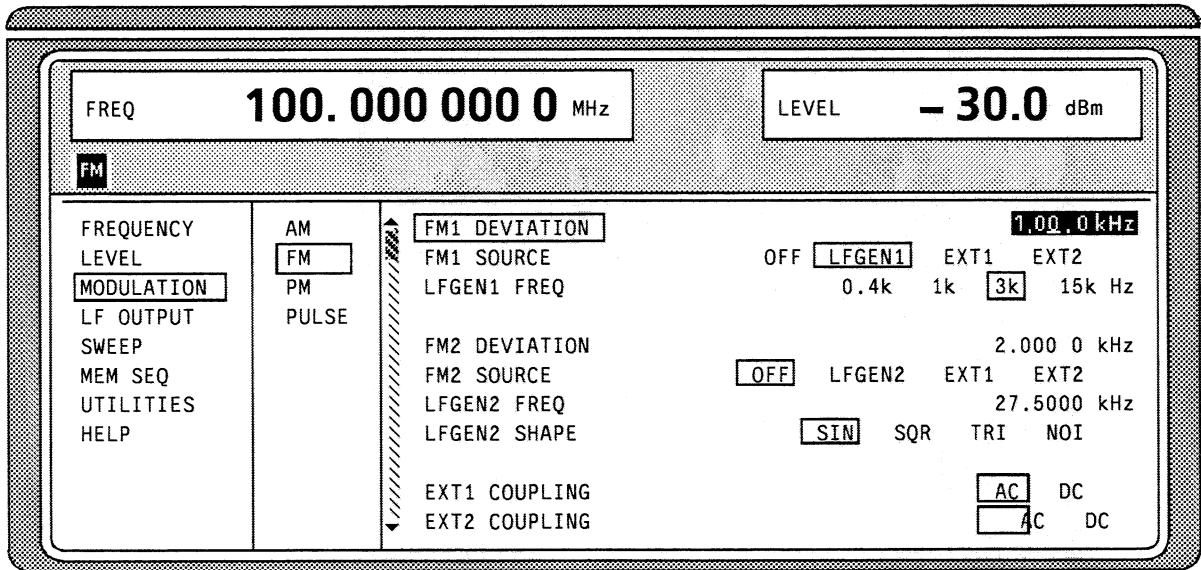 FREQ 100. 000 000 0 MHz
LEVEL – 30.0 dBm
FM
FREQUENCY
LEVEL
MODULATION
LF OUTPUT
SWEEP
MEM SEQ
UTILITIES
HELP
AM
FM
PM
PULSE
FM1 DEVIATION 1.00.0 kHz
FM1 SOURCE OFF LFGEN1 EXT1 EXT2
LFGEN1 FREQ 0.4k 1k 3k 15k Hz
FM2 DEVIATION 2.000 0 kHz
FM2 SOURCE OFF LFGEN2 EXT1 EXT2
LFGEN2 FREQ 27.5000 kHz
LFGEN2 SHAPE SIN SQR TRI NOI
EXT1 COUPLING AC DC
EXT2 COUPLING AC DC